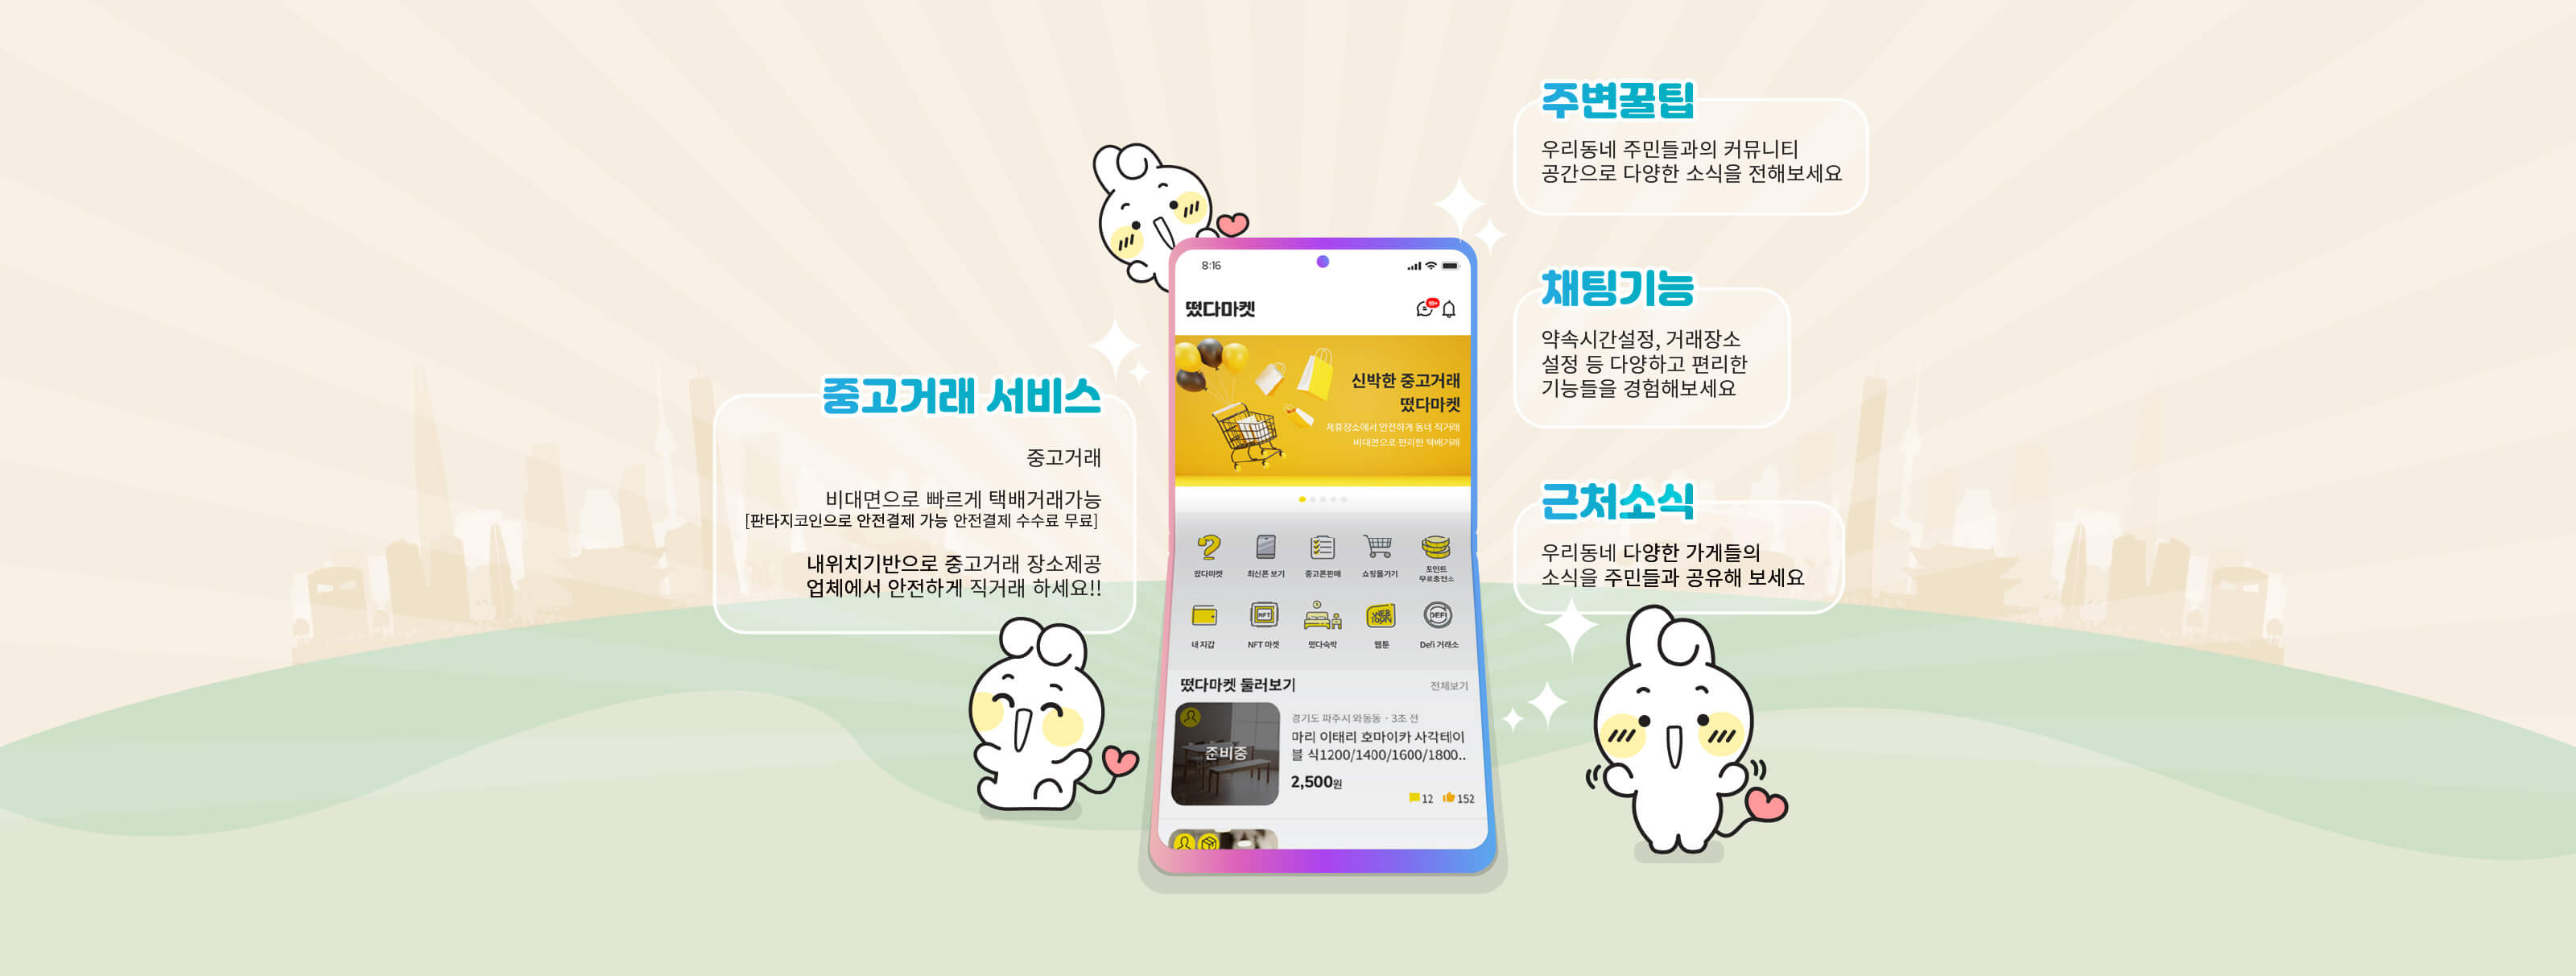 주변꿀팁
우리동네 주민들과의 커뮤니티
공간으로 다양한 소식을 전해보세요
채팅기능
약속시간설정, 거래장소
설정 등 다양하고 편리한
기능들을 경험해보세요
근처소식
우리동네 다양한 가게들의
소식을 주민들과 공유해 보세요
중고거래 서비스
중고거래
비대면으로 빠르게 택배거래가능
[판타지코인으로 안전결제 가능 안전결제 수수료 무료]
내위치기반으로 중고거래 장소제공
업체에서 안전하게 직거래 하세요!!
8:16
떴다마켓
99+
신박한 중고거래
떴다마켓
제휴장소에서 안전하게 동네 직거래
비대면으로 편리한 택배거래
떴다마켓
최신폰 보기
중고폰판매
쇼핑몰가기
포인트
무료충전소
NFT
WEB
TOON
DEFI
내 지갑
NFT 마켓
떴다숙박
웹툰
Defi 거래소
떴다마켓 둘러보기
전체보기
준비중
경기도 파주시 와동동 · 3초 전
마리 이태리 호마이카 사각테이
블 식1200/1400/1600/1800..
2,500원
12
152